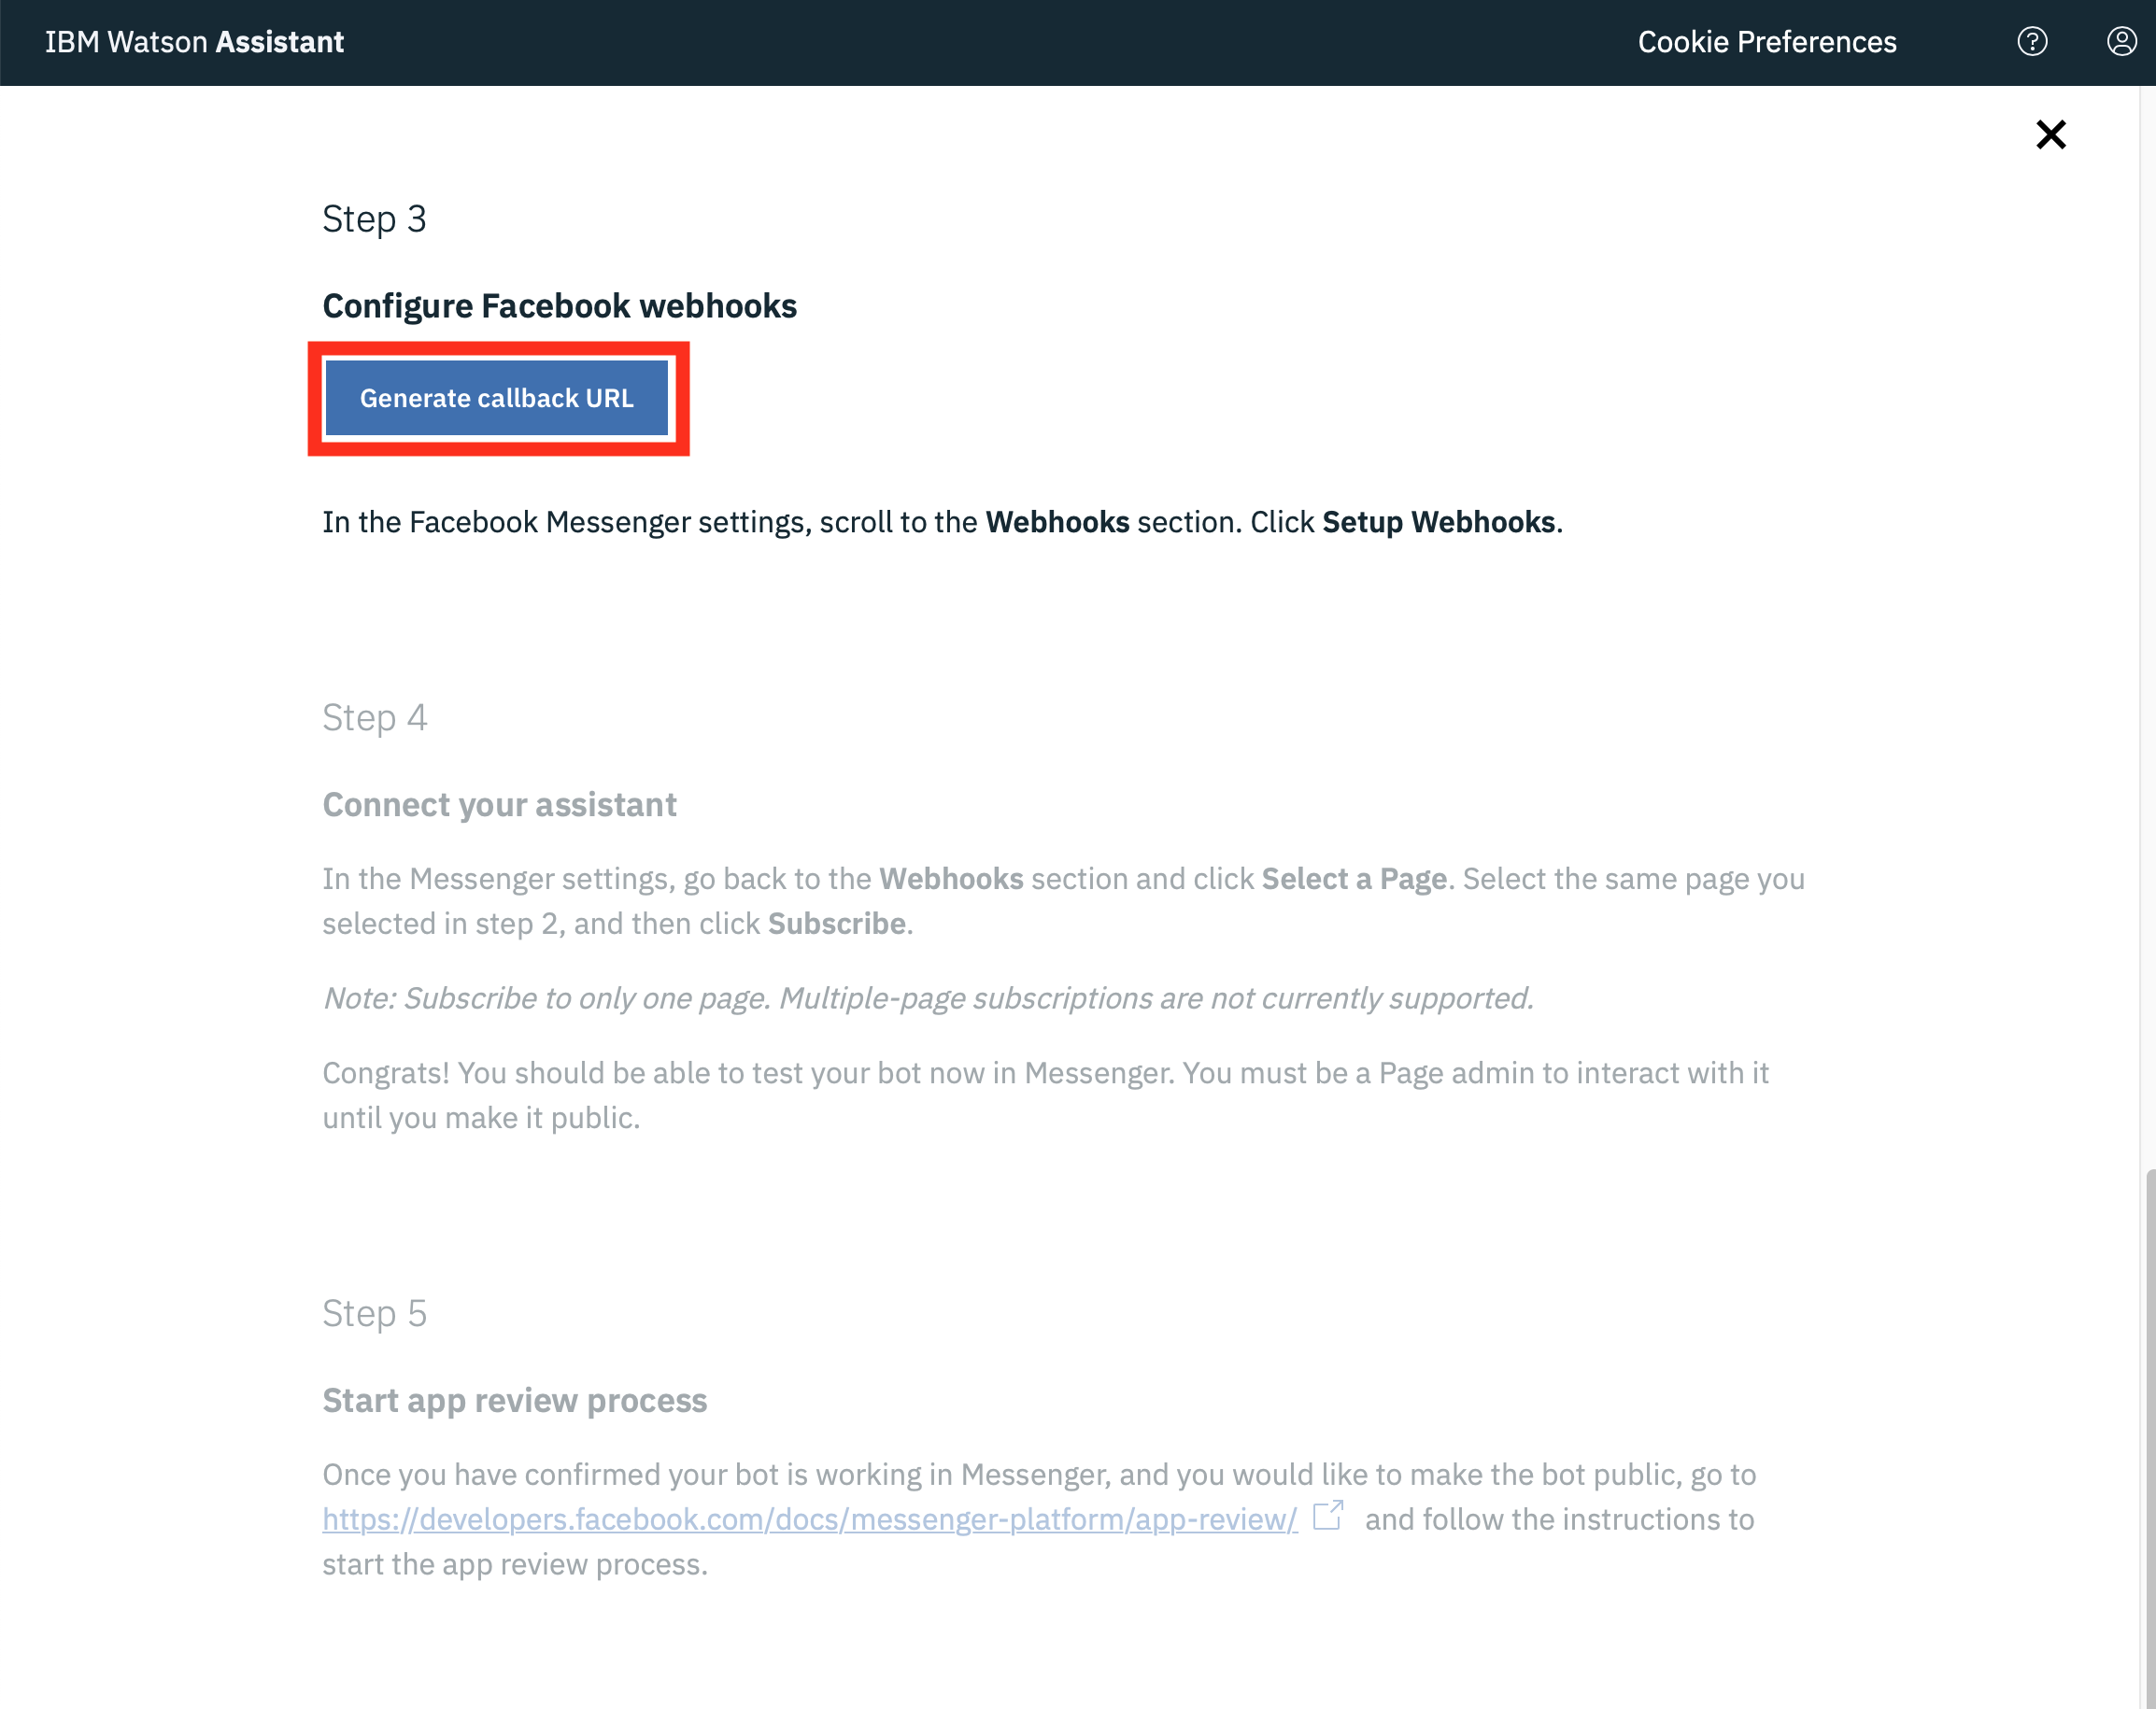 IBM Watson Assistant
Cookie Preferences
Step 3
Configure Facebook webhooks
Generate callback URL
In the Facebook Messenger settings, scroll to the Webhooks section. Click Setup Webhooks.
Step 4
Connect your assistant
In the Messenger settings, go back to the Webhooks section and click Select a Page. Select the same page you
selected in step 2, and then click Subscribe.
Note: Subscribe to only one page. Multiple-page subscriptions are not currently supported.
Congrats! You should be able to test your bot now in Messenger. You must be a Page admin to interact with it
until you make it public.
Step 5
Start app review process
Once you have confirmed your bot is working in Messenger, and you would like to make the bot public, go to
https://developers.facebook.com/docs/messenger-platform/app-review/ and follow the instructions to
start the app review process.